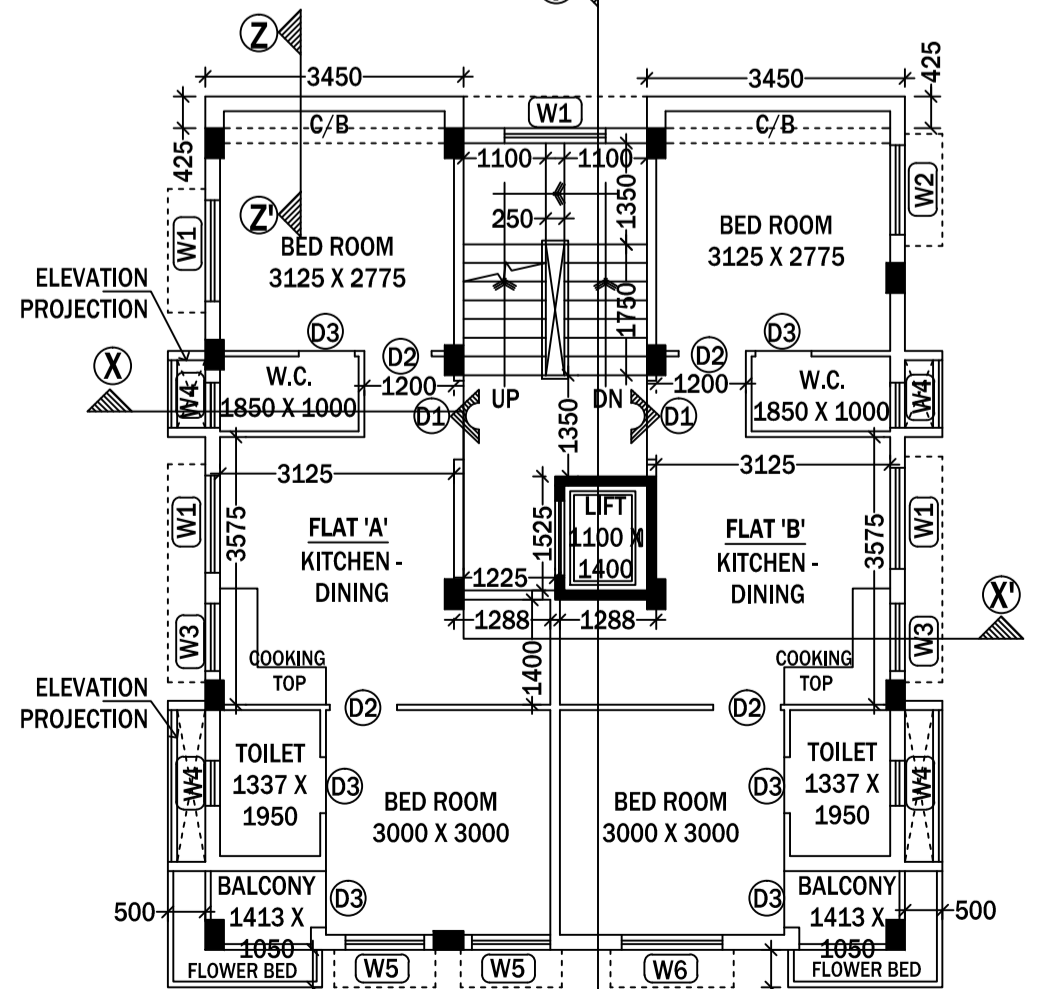 Z
3450
3450
425
W1
C/B
C/B
425
1100
1100
1350
W2
Z'
250
W1
BED ROOM
3125 X 2775
BED ROOM
3125 X 2775
ELEVATION
PROJECTION
1750
D3
D2
D2
D3
X
W.C.
1850 X 1000
W4
1200
UP
DN
1200
W.C.
1850 X 1000
W4
D1
D1
1350
3125
3125
W1
3575
FLAT 'A'
KITCHEN -
DINING
1525
LIFT
1100 X
1400
FLAT 'B'
KITCHEN -
DINING
3575
W1
1225
X'
1288
1288
W3
COOKING
TOP
1400
COOKING
TOP
W3
ELEVATION
PROJECTION
D2
D2
TOILET
1337 X
1950
W4
D3
BED ROOM
3000 X 3000
BED ROOM
3000 X 3000
D3
TOILET
1337 X
1950
W4
BALCONY
1413 X
1050
D3
D3
BALCONY
1413 X
1050
500
500
FLOWER BED
W5
W5
W6
FLOWER BED